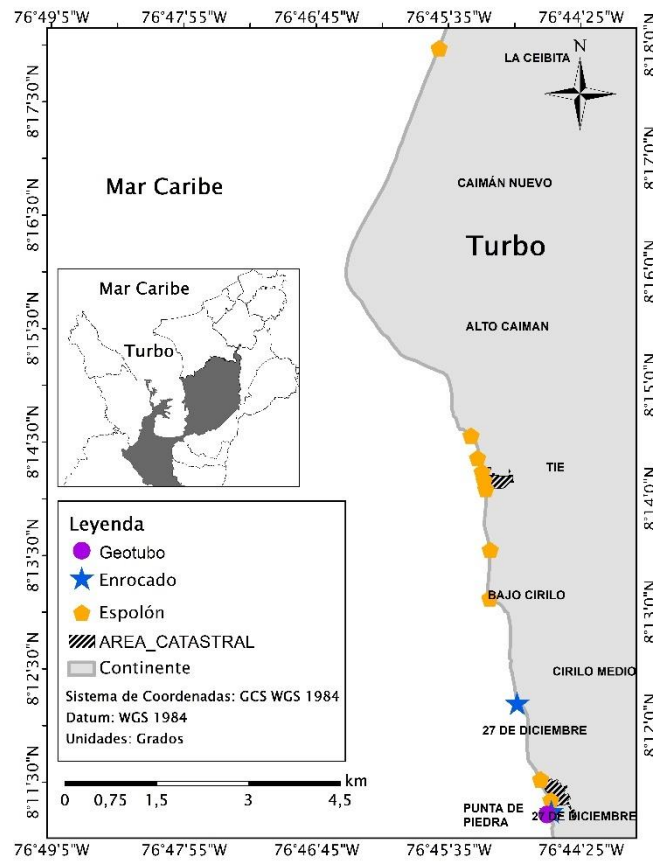 76°49'5"W 76°47'55"W 76°46'45"W 76°45'35"W 76°44'25"W
8°18'0"N
8°17'30"N
8°17'0"N
8°16'30"N
8°16'0"N
8°15'30"N
8°15'0"N
8°14'30"N
8°14'0"N
8°13'30"N
8°13'0"N
8°12'30"N
8°12'0"N
8°11'30"N
LA CEIBITA
N
Mar Caribe
CAIMÁN NUEVO
Turbo
ALTO CAIMAN
Mar Caribe
Turbo
TIE
BAJO CIRILO
CIRILO MEDIO
27 DE DICIEMBRE
PUNTA DE
PIEDRA
27 DE DICIEMBRE
Leyenda
Geotubo
Enrocado
Espolón
AREA_CATASTRAL
Continente
Sistema de Coordenadas: GCS WGS 1984
Datum: WGS 1984
Unidades: Grados
km
0 0,75 1,5 3 4,5
76°49'5"W 76°47'55"W 76°46'45"W 76°45'35"W 76°44'25"W